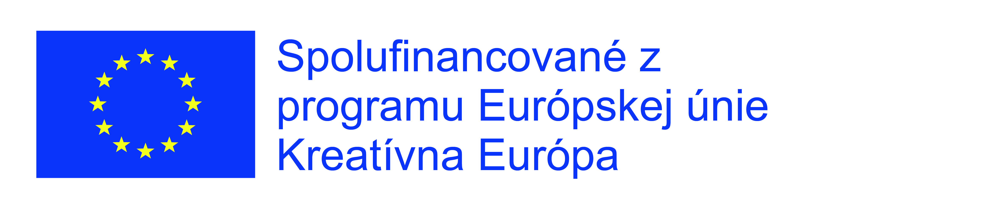 Spolufinancované z
programu Európskej únie
Kreatívna Európa